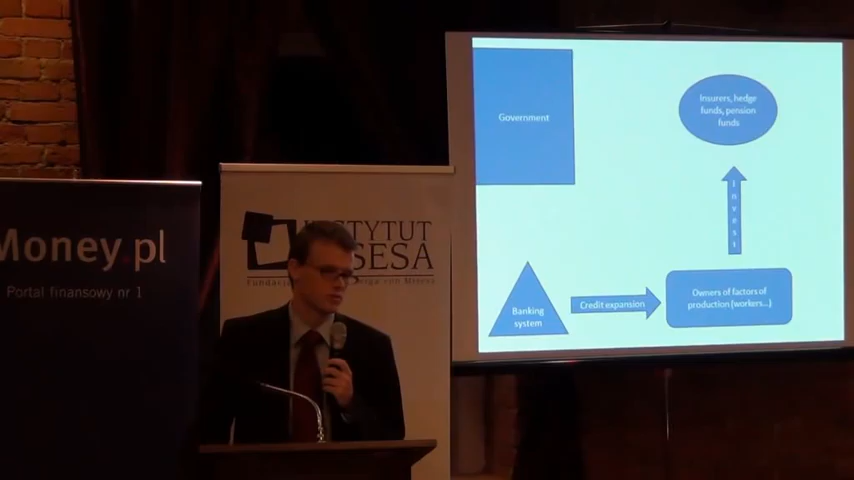 Money.pl
Portal finansowy nr 1
INSTYTUT
MISESA
Government
Insurers, hedge
funds, pension
funds
Invest
Banking
system
Credit expansion
Owners of factors of
production (workers...)